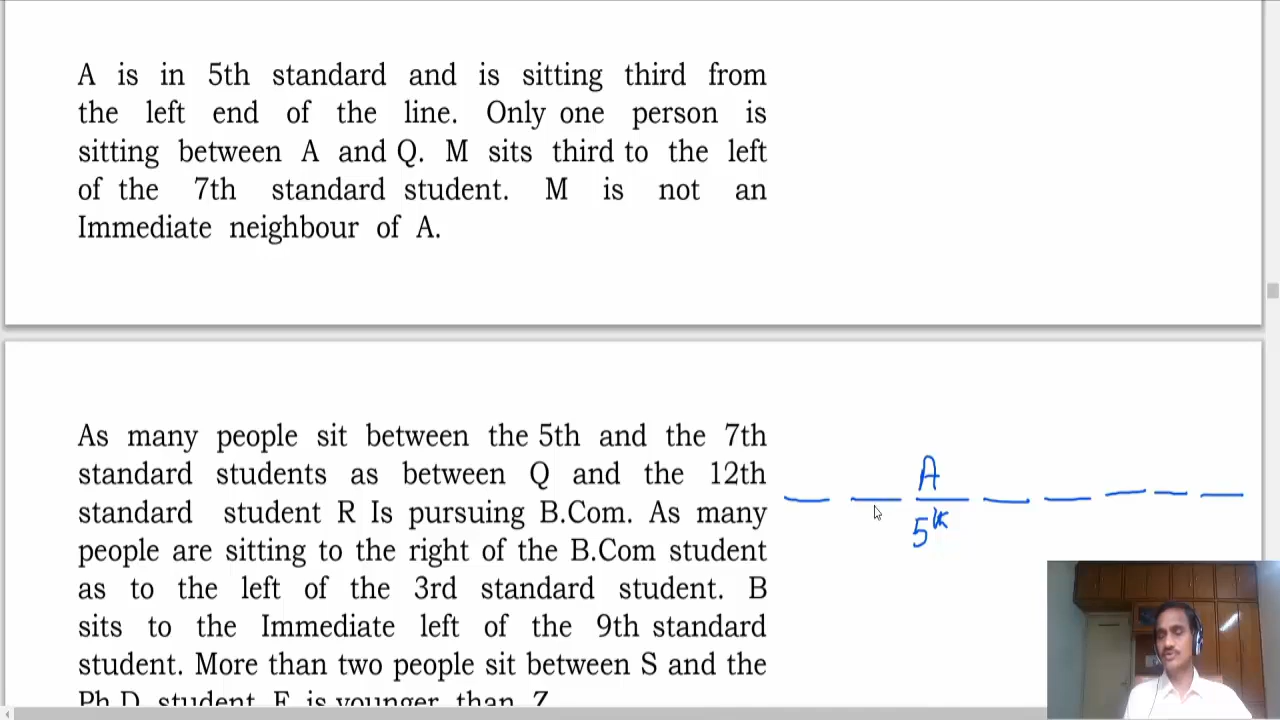 A is in 5th standard and is sitting third from
the left end of the line. Only one person is
sitting between A and Q. M sits third to the left
of the 7th standard student. M is not an
Immediate neighbour of A.
As many people sit between the 5th and the 7th
standard students as between Q and the 12th
standard student R Is pursuing B.Com. As many
people are sitting to the right of the B.Com student
as to the left of the 3rd standard student. B
sits to the Immediate left of the 9th standard
student. More than two people sit between S and the
Ph.D. student. F is younger than Z
A
5th